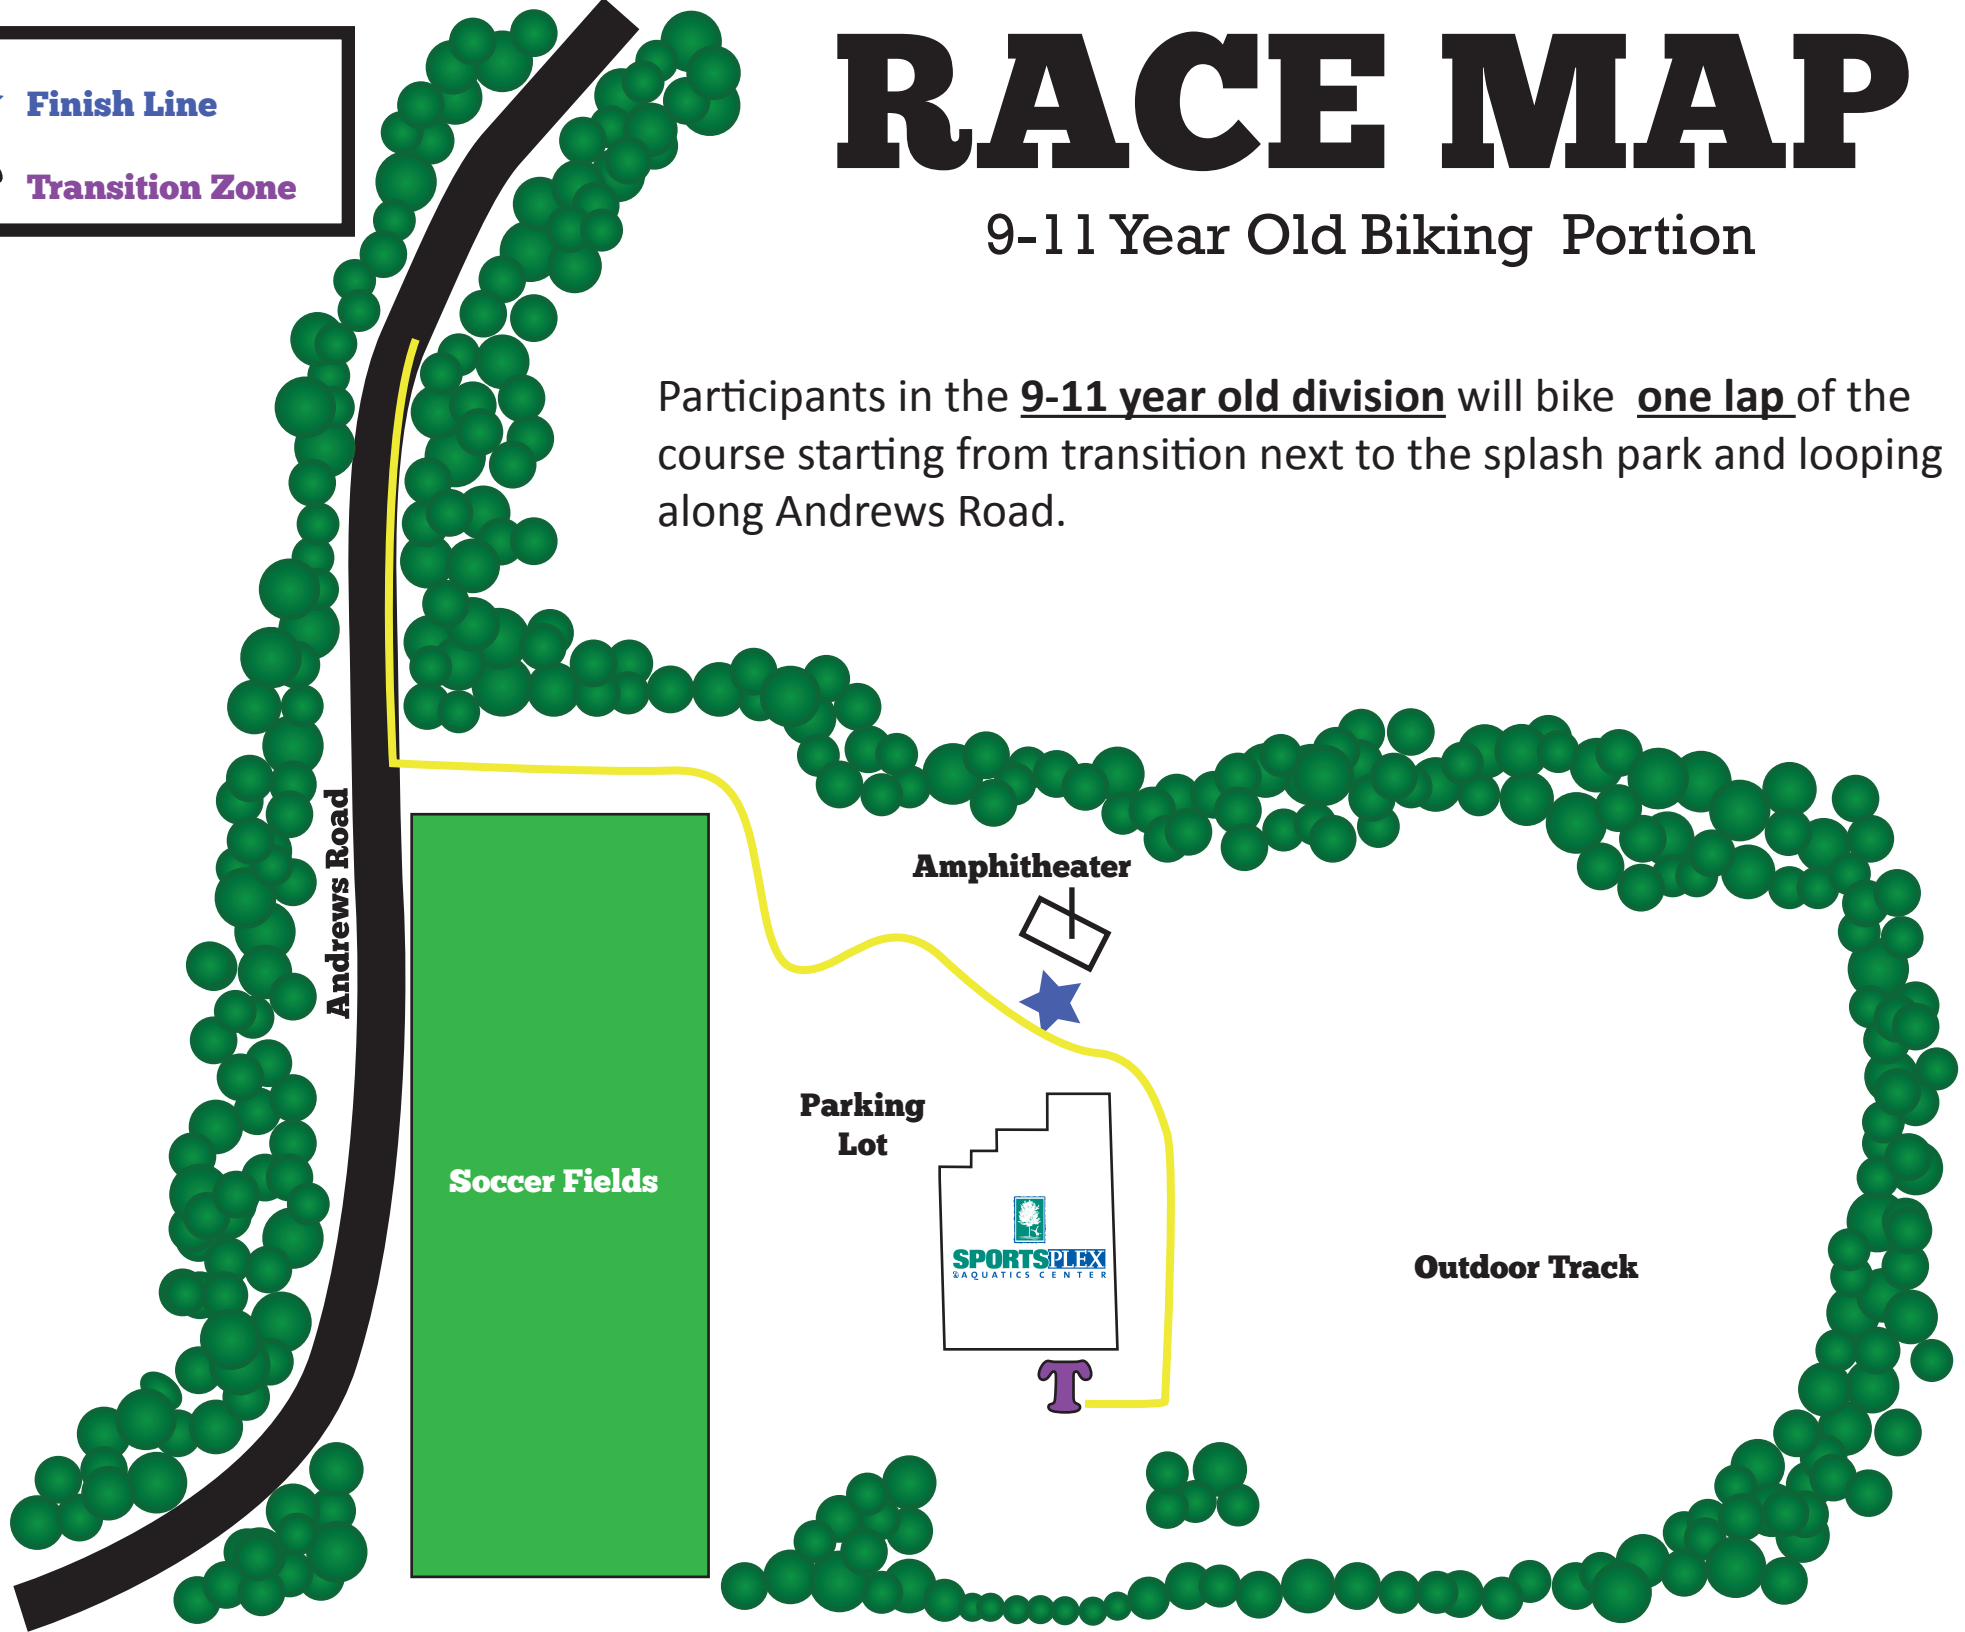 Finish Line
Transition Zone
RACE MAP
9-11 Year Old Biking Portion
Participants in the 9-11 year old division will bike one lap of the
course starting from transition next to the splash park and looping
along Andrews Road.
Andrews Road
Amphitheater
Parking
Lot
Soccer Fields
SPORTSPLEX
& AQUATICS CENTER
Outdoor Track
T